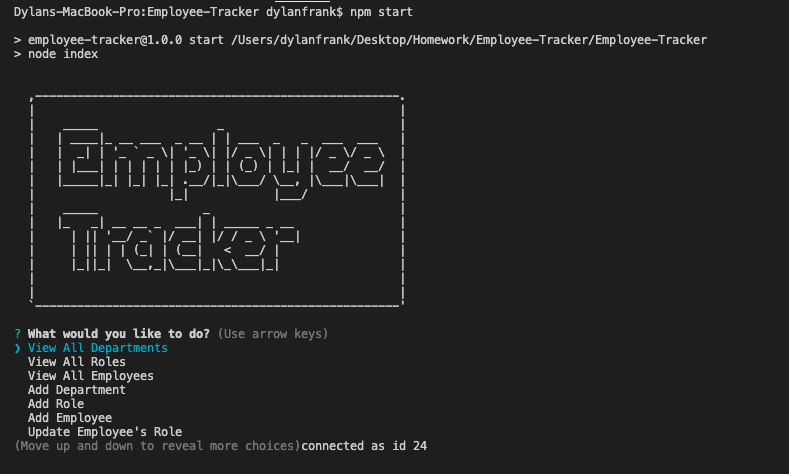 Dylans-MacBook-Pro:Employee-Tracker dylanfrank$ npm start
> employee-tracker@1.0.0 start /Users/dylanfrank/Desktop/Homework/Employee-Tracker/Employee-Tracker
> node index
Employee
Tracker
? What would you like to do? (Use arrow keys)
❯ View All Departments
View All Roles
View All Employees
Add Department
Add Role
Add Employee
Update Employee's Role
(Move up and down to reveal more choices)connected as id 24